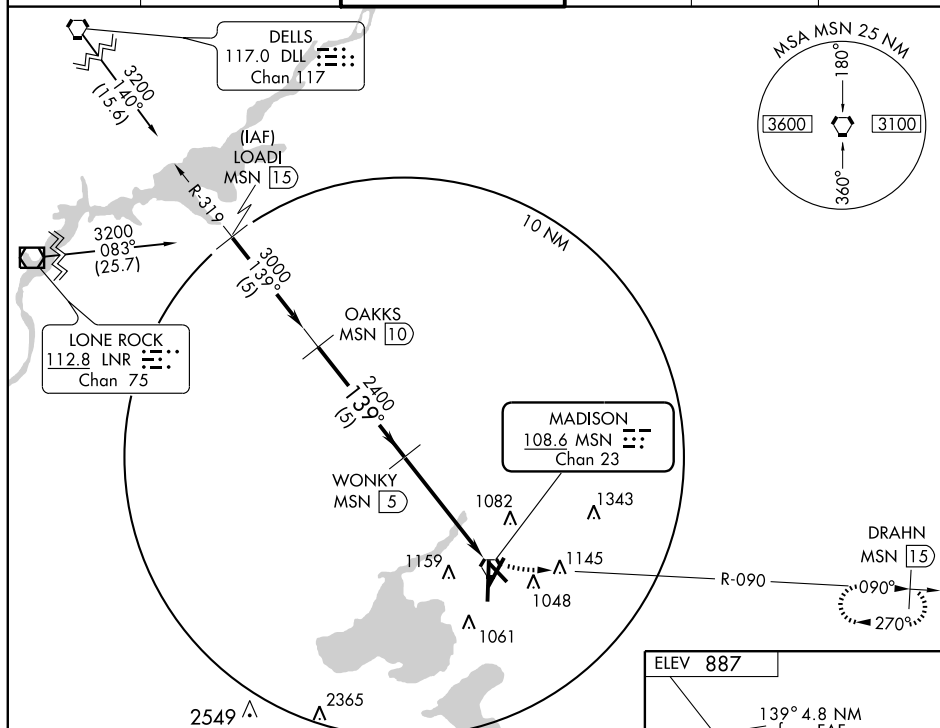 DELLS
117.0 DLL
Chan 117
3200
140°
(15.6)
MSA MSN 25 NM
180°
3600
3100
360°
(IAF)
LOADI
MSN 15
R-319
10 NM
3200
083°
(25.7)
3000
139°
(5)
OAKKS
MSN 10
LONE ROCK
112.8 LNR
Chan 75
2400
139°
(5)
MADISON
108.6 MSN
Chan 23
WONKY
MSN 5
1082
1343
DRAHN
MSN 15
1159
1145
R-090
090°
1048
270°
1061
ELEV 887
2549
2365
139° 4.8 NM